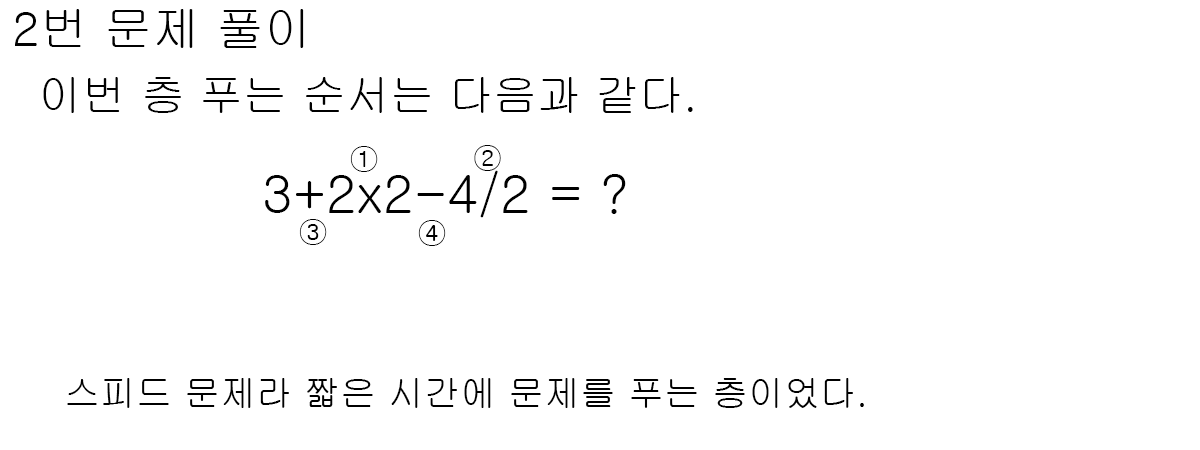 2번 문제 풀이
이번 층 푸는 순서는 다음과 같다.
① ②
3+2x2-4/2 = ?
③ ④
스피드 문제라 짧은 시간에 문제를 푸는 층이었다.